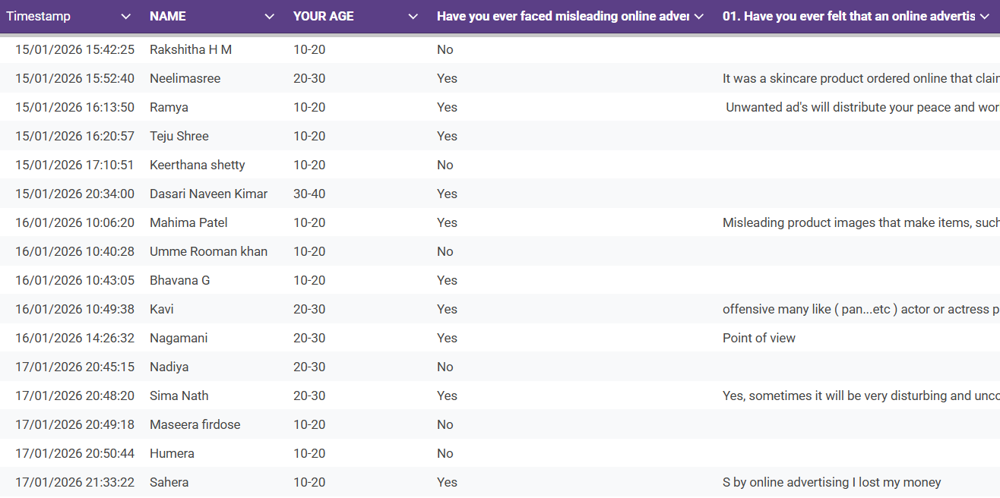 Timestamp NAME YOUR AGE Have you ever faced misleading online adver 01. Have you ever felt that an online advertis
15/01/2026 15:42:25 Rakshitha H M 10-20 No
15/01/2026 15:52:40 Neelimasree 20-30 Yes It was a skincare product ordered online that clair
15/01/2026 16:13:50 Ramya 10-20 Yes Unwanted ad's will distribute your peace and wor
15/01/2026 16:20:57 Teju Shree 10-20 Yes
15/01/2026 17:10:51 Keerthana shetty 10-20 No
15/01/2026 20:34:00 Dasari Naveen Kimar 30-40 Yes
16/01/2026 10:06:20 Mahima Patel 10-20 Yes Misleading product images that make items, such
16/01/2026 10:40:28 Umme Rooman khan 10-20 No
16/01/2026 10:43:05 Bhavana G 10-20 Yes
16/01/2026 10:49:38 Kavi 20-30 Yes offensive many like ( pan...etc ) actor or actress p
16/01/2026 14:26:32 Nagamani 20-30 Yes Point of view
17/01/2026 20:45:15 Nadiya 20-30 No
17/01/2026 20:48:20 Sima Nath 20-30 Yes Yes, sometimes it will be very disturbing and unco
17/01/2026 20:49:18 Maseera firdose 10-20 No
17/01/2026 20:50:44 Humera 10-20 No
17/01/2026 21:33:22 Sahera 10-20 Yes S by online advertising I lost my money